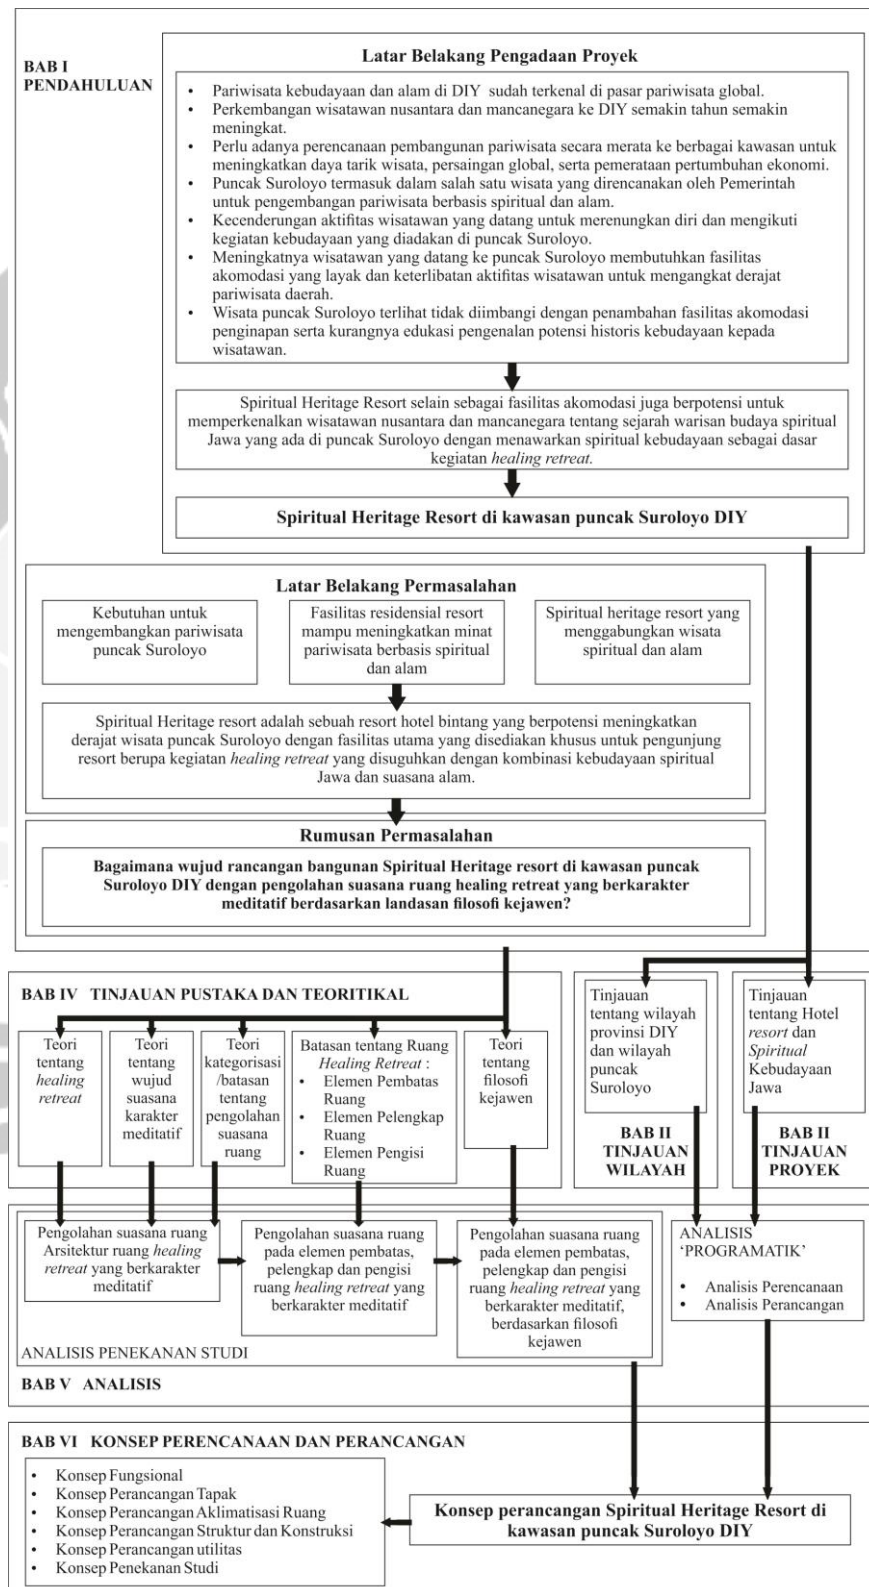 BAB I
PENDAHULUAN
Latar Belakang Pengadaan Proyek
• Pariwisata kebudayaan dan alam di DIY sudah terkenal di pasar pariwisata global.
• Perkembangan wisatawan nusantara dan mancanegara ke DIY semakin tahun semakin
meningkat.
• Perlu adanya perencanaan pembangunan pariwisata secara merata ke berbagai kawasan untuk
meningkatkan daya tarik wisata, persaingan global, serta pemerataan pertumbuhan ekonomi.
• Puncak Suroloyo termasuk dalam salah satu wisata yang direncanakan oleh Pemerintah
untuk pengembangan pariwisata berbasis spiritual dan alam.
• Kecenderungan aktifitas wisatawan yang datang untuk merenungkan diri dan mengikuti
kegiatan kebudayaan yang diadakan di puncak Suroloyo.
• Meningkatnya wisatawan yang datang ke puncak Suroloyo membutuhkan fasilitas
akomodasi yang layak dan keterlibatan aktifitas wisatawan untuk mengangkat derajat
pariwisata daerah.
• Wisata puncak Suroloyo terlihat tidak diimbangi dengan penambahan fasilitas akomodasi
penginapan serta kurangnya edukasi pengenalan potensi historis kebudayaan kepada
wisatawan.
Spiritual Heritage Resort selain sebagai fasilitas akomodasi juga berpotensi untuk
memperkenalkan wisatawan nusantara dan mancanegara tentang sejarah warisan budaya spiritual
Jawa yang ada di puncak Suroloyo dengan menawarkan spiritual kebudayaan sebagai dasar
kegiatan healing retreat.
Spiritual Heritage Resort di kawasan puncak Suroloyo DIY
Latar Belakang Permasalahan
Kebutuhan untuk
mengembangkan pariwisata
puncak Suroloyo
Fasilitas residensial resort
mampu meningkatkan minat
pariwisata berbasis spiritual
dan alam
Spiritual heritage resort yang
menggabungkan wisata
spiritual dan alam
Spiritual Heritage resort adalah sebuah resort hotel bintang yang berpotensi meningkatkan
derajat wisata puncak Suroloyo dengan fasilitas utama yang disediakan khusus untuk pengunjung
resort berupa kegiatan healing retreat yang disuguhkan dengan kombinasi kebudayaan spiritual
Jawa dan suasana alam.
Rumusan Permasalahan
Bagaimana wujud rancangan bangunan Spiritual Heritage resort di kawasan puncak
Suroloyo DIY dengan pengolahan suasana ruang healing retreat yang berkarakter
meditatif berdasarkan landasan filosofi kejawen?
BAB IV TINJAUAN PUSTAKA DAN TEORITIKAL
Teori
tentang
healing
retreat
Teori
tentang
wujud
suasana
karakter
meditatif
Teori
kategorisasi
/batasan
tentang
pengolahan
suasana
ruang
Batasan tentang Ruang
Healing Retreat :
• Elemen Pembatas
Ruang
• Elemen Pelengkap
Ruang
• Elemen Pengisi
Ruang
Teori
tentang
filosofi
kejawen
Tinjauan
tentang wilayah
provinsi DIY
dan wilayah
puncak
Suroloyo
BAB II
TINJAUAN
WILAYAH
Tinjauan
tentang Hotel
resort dan
Spiritual
Kebudayaan
Jawa
BAB II
TINJAUAN
PROYEK
Pengolahan suasana ruang
Arsitektur ruang healing
retreat yang berkarakter
meditatif
Pengolahan suasana ruang
pada elemen pembatas,
pelengkap dan pengisi
ruang healing retreat yang
berkarakter meditatif
Pengolahan suasana ruang
pada elemen pembatas,
pelengkap dan pengisi
ruang healing retreat yang
berkarakter meditatif,
berdasarkan filosofi
kejawen
ANALISIS
‘PROGRAMATIK’
• Analisis Perencanaan
• Analisis Perancangan
ANALISIS PENEKANAN STUDI
BAB V ANALISIS
BAB VI KONSEP PERENCANAAN DAN PERANCANGAN
• Konsep Fungsional
• Konsep Perancangan Tapak
• Konsep Perancangan Aklimatisasi Ruang
• Konsep Perancangan Struktur dan Konstruksi
• Konsep Perancangan utilitas
• Konsep Penekanan Studi
Konsep perancangan Spiritual Heritage Resort di
kawasan puncak Suroloyo DIY